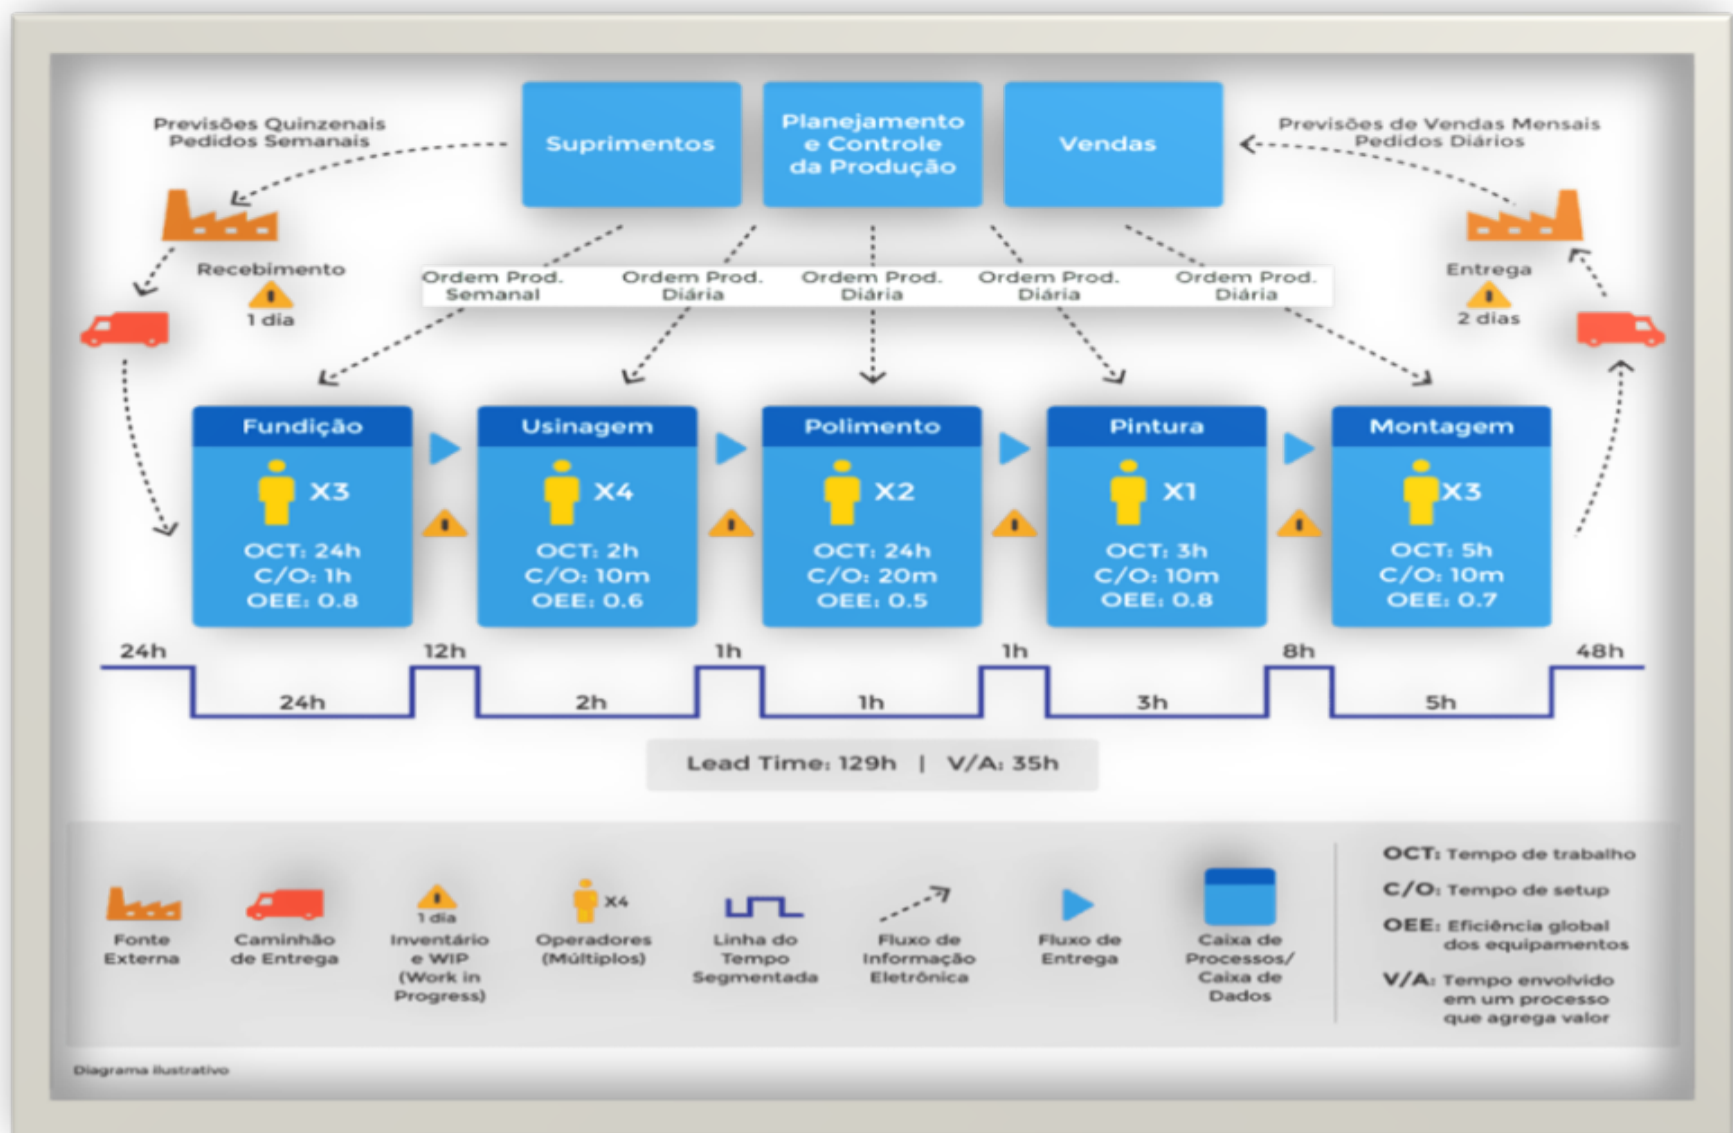 Suprimentos
Planejamento
e Controle
da Produção
Vendas
Previsões Quinzenais
Pedidos Semanais
Previsões de Vendas Mensais
Pedidos Diários
Recebimento
1 dia
Entrega
2 dias
Ordem Prod.
Semanal
Ordem Prod.
Diária
Ordem Prod.
Diária
Ordem Prod.
Diária
Ordem Prod.
Diária
Fundição
X3
OCT: 24h
C/O: 1h
OEE: 0.8
Usinagem
X4
OCT: 2h
C/O: 10m
OEE: 0.6
Polimento
X2
OCT: 24h
C/O: 20m
OEE: 0.5
Pintura
X1
OCT: 3h
C/O: 10m
OEE: 0.8
Montagem
X3
OCT: 5h
C/O: 10m
OEE: 0.7
24h
12h
1h
1h
8h
48h
24h
2h
1h
3h
5h
Lead Time: 129h | V/A: 35h
Fonte
Externa
Caminhão
de Entrega
1 dia
Inventário
e WIP
(Work in
Progress)
X4
Operadores
(Múltiplos)
Linha do
Tempo
Segmentada
Fluxo de
Informação
Eletrônica
Fluxo de
Entrega
Caixa de
Processos/
Caixa de
Dados
OCT: Tempo de trabalho
C/O: Tempo de setup
OEE: Eficiência global
dos equipamentos
V/A: Tempo envolvido
em um processo
que agrega valor
Diagrama ilustrativo